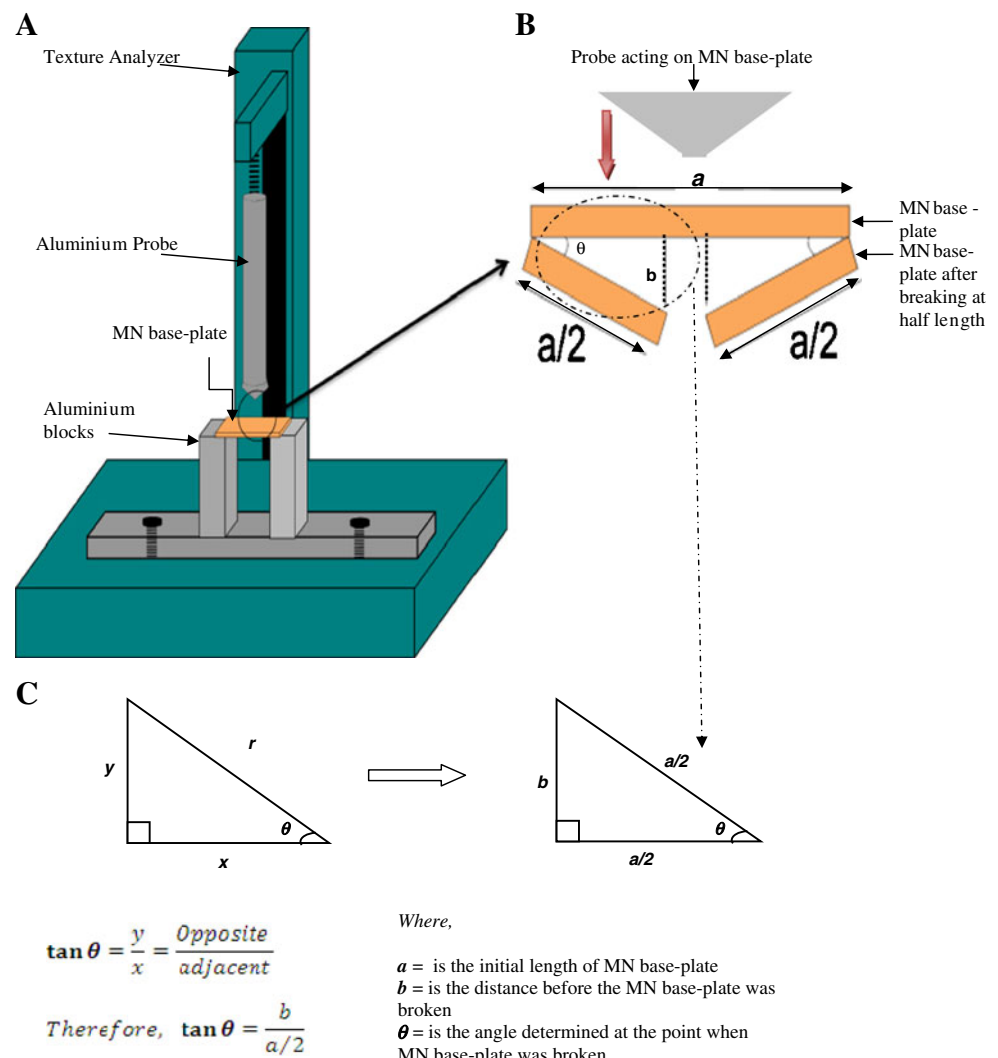 A
Texture Analyzer
Aluminium Probe
MN base-plate
Aluminium
blocks
B
Probe acting on MN base-plate
a
MN base -
plate
MN base-
plate after
breaking at
half length
θ
b
a/2
a/2
C
y
r
θ
x
b
a/2
θ
a/2
tan θ = y/x = Opposite/adjacent
Therefore, tan θ = b/(a/2)
Where,
a = is the initial length of MN base-plate
b = is the distance before the MN base-plate was
broken
θ = is the angle determined at the point when
MN base-plate was broken